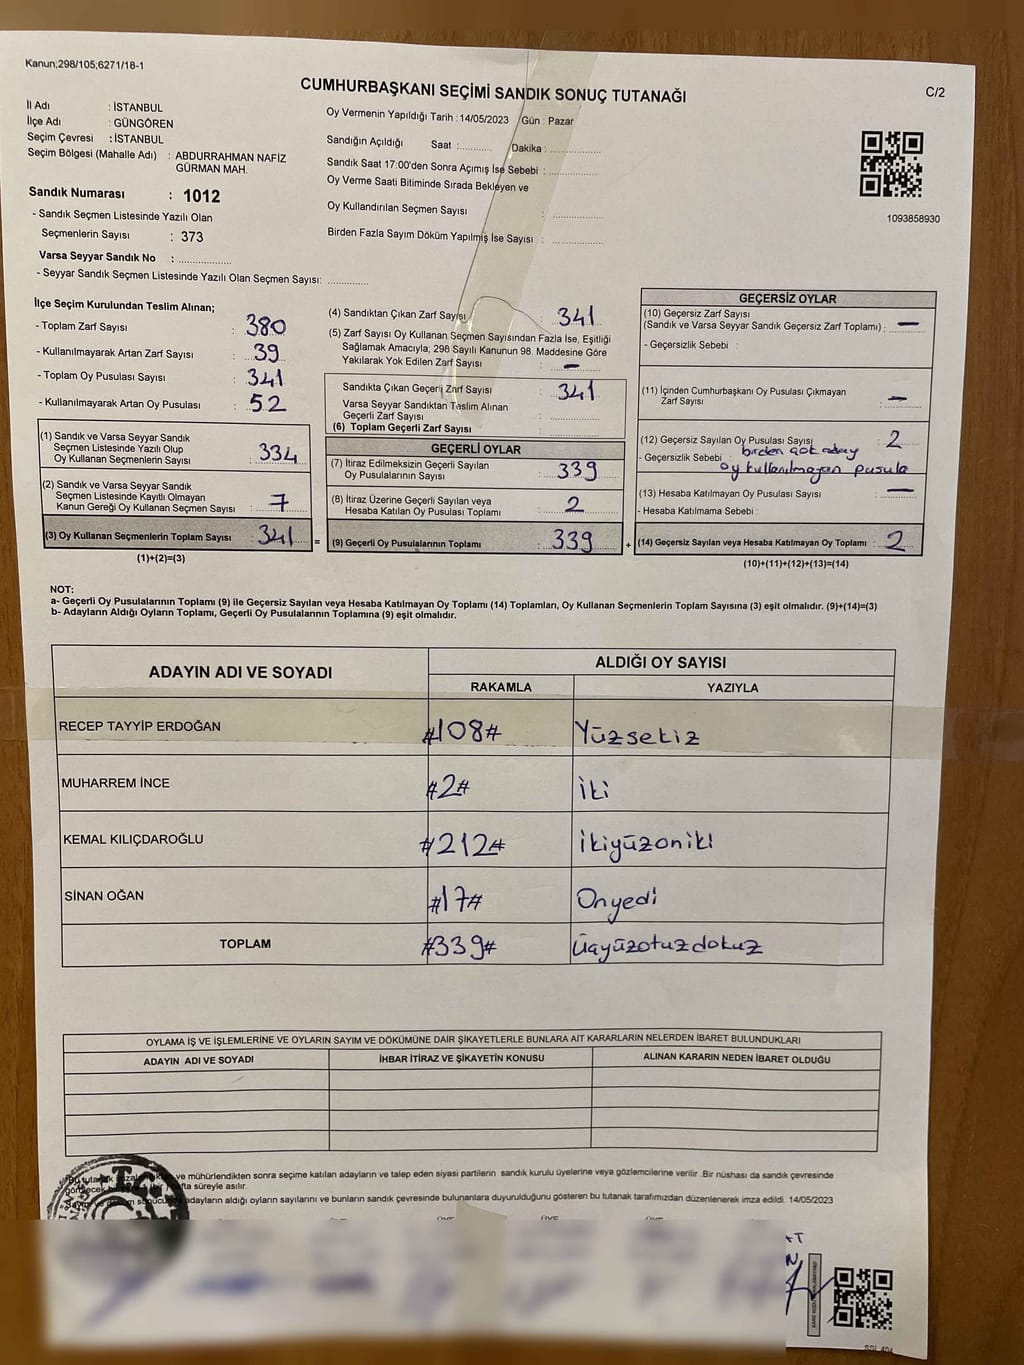 Kanun;298/105;6271/18-1
CUMHURBAŞKANI SEÇİMİ SANDIK SONUÇ TUTANAĞI
C/2
İl Adı : İSTANBUL
İlçe Adı : GÜNGÖREN
Seçim Çevresi : İSTANBUL
Seçim Bölgesi (Mahalle Adı) : ABDURRAHMAN NAFİZ
GÜRMAN MAH.
Sandık Numarası : 1012
- Sandık Seçmen Listesinde Yazılı Olan
Seçmenlerin Sayısı : 373
Varsa Seyyar Sandık No : ................
- Seyyar Sandık Seçmen Listesinde Yazılı Olan Seçmen Sayısı: ..............
Oy Vermenin Yapıldığı Tarih : 14/05/2023 Gün : Pazar
Sandığın Açıldığı Saat :........... Dakika : ................
Sandık Saat 17:00'den Sonra Açımış İse Sebebi : ................
Oy Verme Saati Bitiminde Sırada Bekleyen ve
Oy Kullandırılan Seçmen Sayısı : ................
Birden Fazla Sayım Döküm Yapılmış İse Sayısı : ................
1093858930
İlçe Seçim Kurulundan Teslim Alınan;
- Toplam Zarf Sayısı : 380
- Kullanılmayarak Artan Zarf Sayısı : 39
- Toplam Oy Pusulası Sayısı : 341
- Kullanılmayarak Artan Oy Pusulası : 52
(1) Sandık ve Varsa Seyyar Sandık
Seçmen Listesinde Yazılı Olup
Oy Kullanan Seçmenlerin Sayısı : 334
(2) Sandık ve Varsa Seyyar Sandık
Seçmen Listesinde Kayıtlı Olmayan
Kanun Gereği Oy Kullanan Seçmen Sayısı : 7
(3) Oy Kullanan Seçmenlerin Toplam Sayısı : 341 =
(1)+(2)=(3)
(4) Sandıktan Çıkan Zarf Sayısı : 341
(5) Zarf Sayısı Oy Kullanan Seçmen Sayısından Fazla İse, Eşitliği
Sağlamak Amacıyla; 298 Sayılı Kanunun 98. Maddesine Göre
Yakılarak Yok Edilen Zarf Sayısı : —
Sandıkta Çıkan Geçerli Zarf Sayısı : 341
Varsa Seyyar Sandıktan Teslim Alınan
Geçerli Zarf Sayısı :
(6) Toplam Geçerli Zarf Sayısı :
GEÇERLİ OYLAR
(7) İtiraz Edilmeksizin Geçerli Sayılan
Oy Pusulalarının Sayısı : 339
(8) İtiraz Üzerine Geçerli Sayılan veya
Hesaba Katılan Oy Pusulası Toplamı : 2
(9) Geçerli Oy Pusulalarının Toplamı : 339 +
GEÇERSİZ OYLAR
(10) Geçersiz Zarf Sayısı
(Sandık ve Varsa Seyyar Sandık Geçersiz Zarf Toplamı) : —
- Geçersizlik Sebebi :
(11) İçinden Cumhurbaşkanı Oy Pusulası Çıkmayan
Zarf Sayısı : —
(12) Geçersiz Sayılan Oy Pusulası Sayısı : 2
- Geçersizlik Sebebi birden çok aday
oy kullanılmayan pusula
(13) Hesaba Katılmayan Oy Pusulası Sayısı : —
- Hesaba Katılmama Sebebi :
(14) Geçersiz Sayılan veya Hesaba Katılmayan Oy Toplamı : 2
(10)+(11)+(12)+(13)=(14)
NOT:
a- Geçerli Oy Pusulalarının Toplamı (9) ile Geçersiz Sayılan veya Hesaba Katılmayan Oy Toplamı (14) Toplamları, Oy Kullanan Seçmenlerin Toplam Sayısına (3) eşit olmalıdır. (9)+(14)=(3)
b- Adayların Aldığı Oyların Toplamı, Geçerli Oy Pusulalarının Toplamına (9) eşit olmalıdır.
ADAYIN ADI VE SOYADI
ALDIĞI OY SAYISI
RAKAMLA YAZIYLA
RECEP TAYYİP ERDOĞAN #108# Yüzsekiz
MUHARREM İNCE #2# İki
KEMAL KILIÇDAROĞLU #212# İkiyüzoniki
SİNAN OĞAN #17# Onyedi
TOPLAM #339# Üçyüzotuzdokuz
OYLAMA İŞ VE İŞLEMLERİNE VE OYLARIN SAYIM VE DÖKÜMÜNE DAİR ŞİKAYETLERLE BUNLARA AİT KARARLARIN NELERDEN İBARET BULUNDUKLARI
ADAYIN ADI VE SOYADI İHBAR İTİRAZ VE ŞİKAYETİN KONUSU ALINAN KARARIN NEDEN İBARET OLDUĞU
ve mühürlendikten sonra seçime katılan adayların ve talep eden siyasi partilerin sandık kurulu üyelerine veya gözlemcilerine verilir .Bir nüshası da sandık çevresinde
hafta süreyle asılır.
adayların aldığı oyların sayılarını ve bunların sandık çevresinde bulunanlara duyurulduğunu gösteren bu tutanak tarafımızdan düzenlenerek imza edildi. 14/05/2023